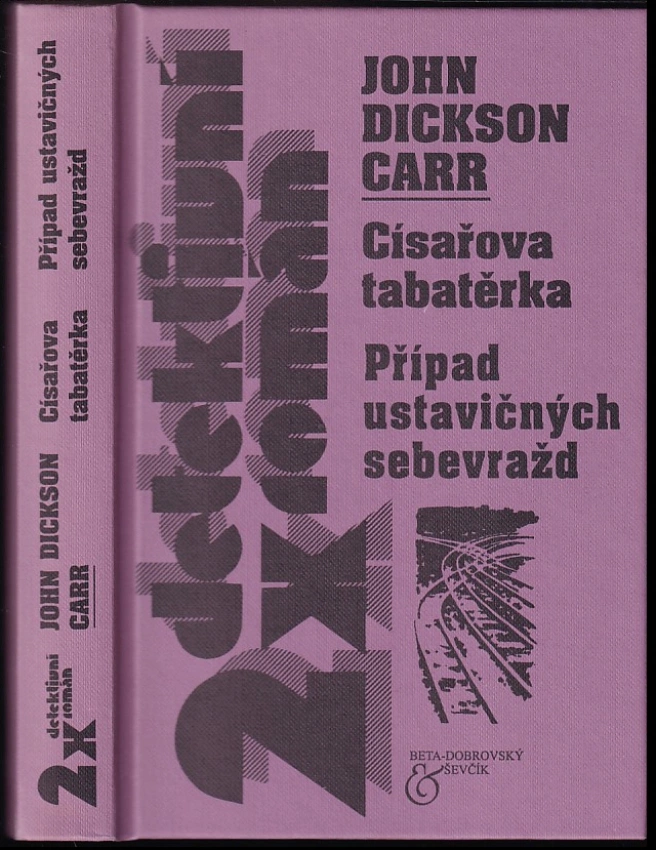 Případ ustavičných
sebevražd
Císařova
tabatěrka
JOHN DICKSON
CARR
2x detektivní
román
detektivní
2x román
JOHN
DICKSON
CARR
Císařova
tabatěrka
Případ
ustavičných
sebevražd
BETA-DOBROVSKÝ
& ŠEVČÍK